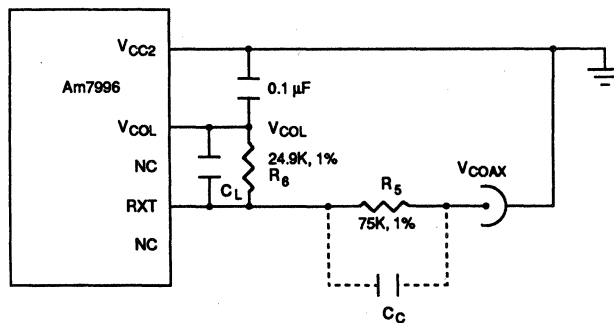 VCC2
Am7996
0.1 µF
VCOL
VCOL
NC
24.9K, 1%
R6
CL
VCOAX
RXT
R5
75K, 1%
NC
CC